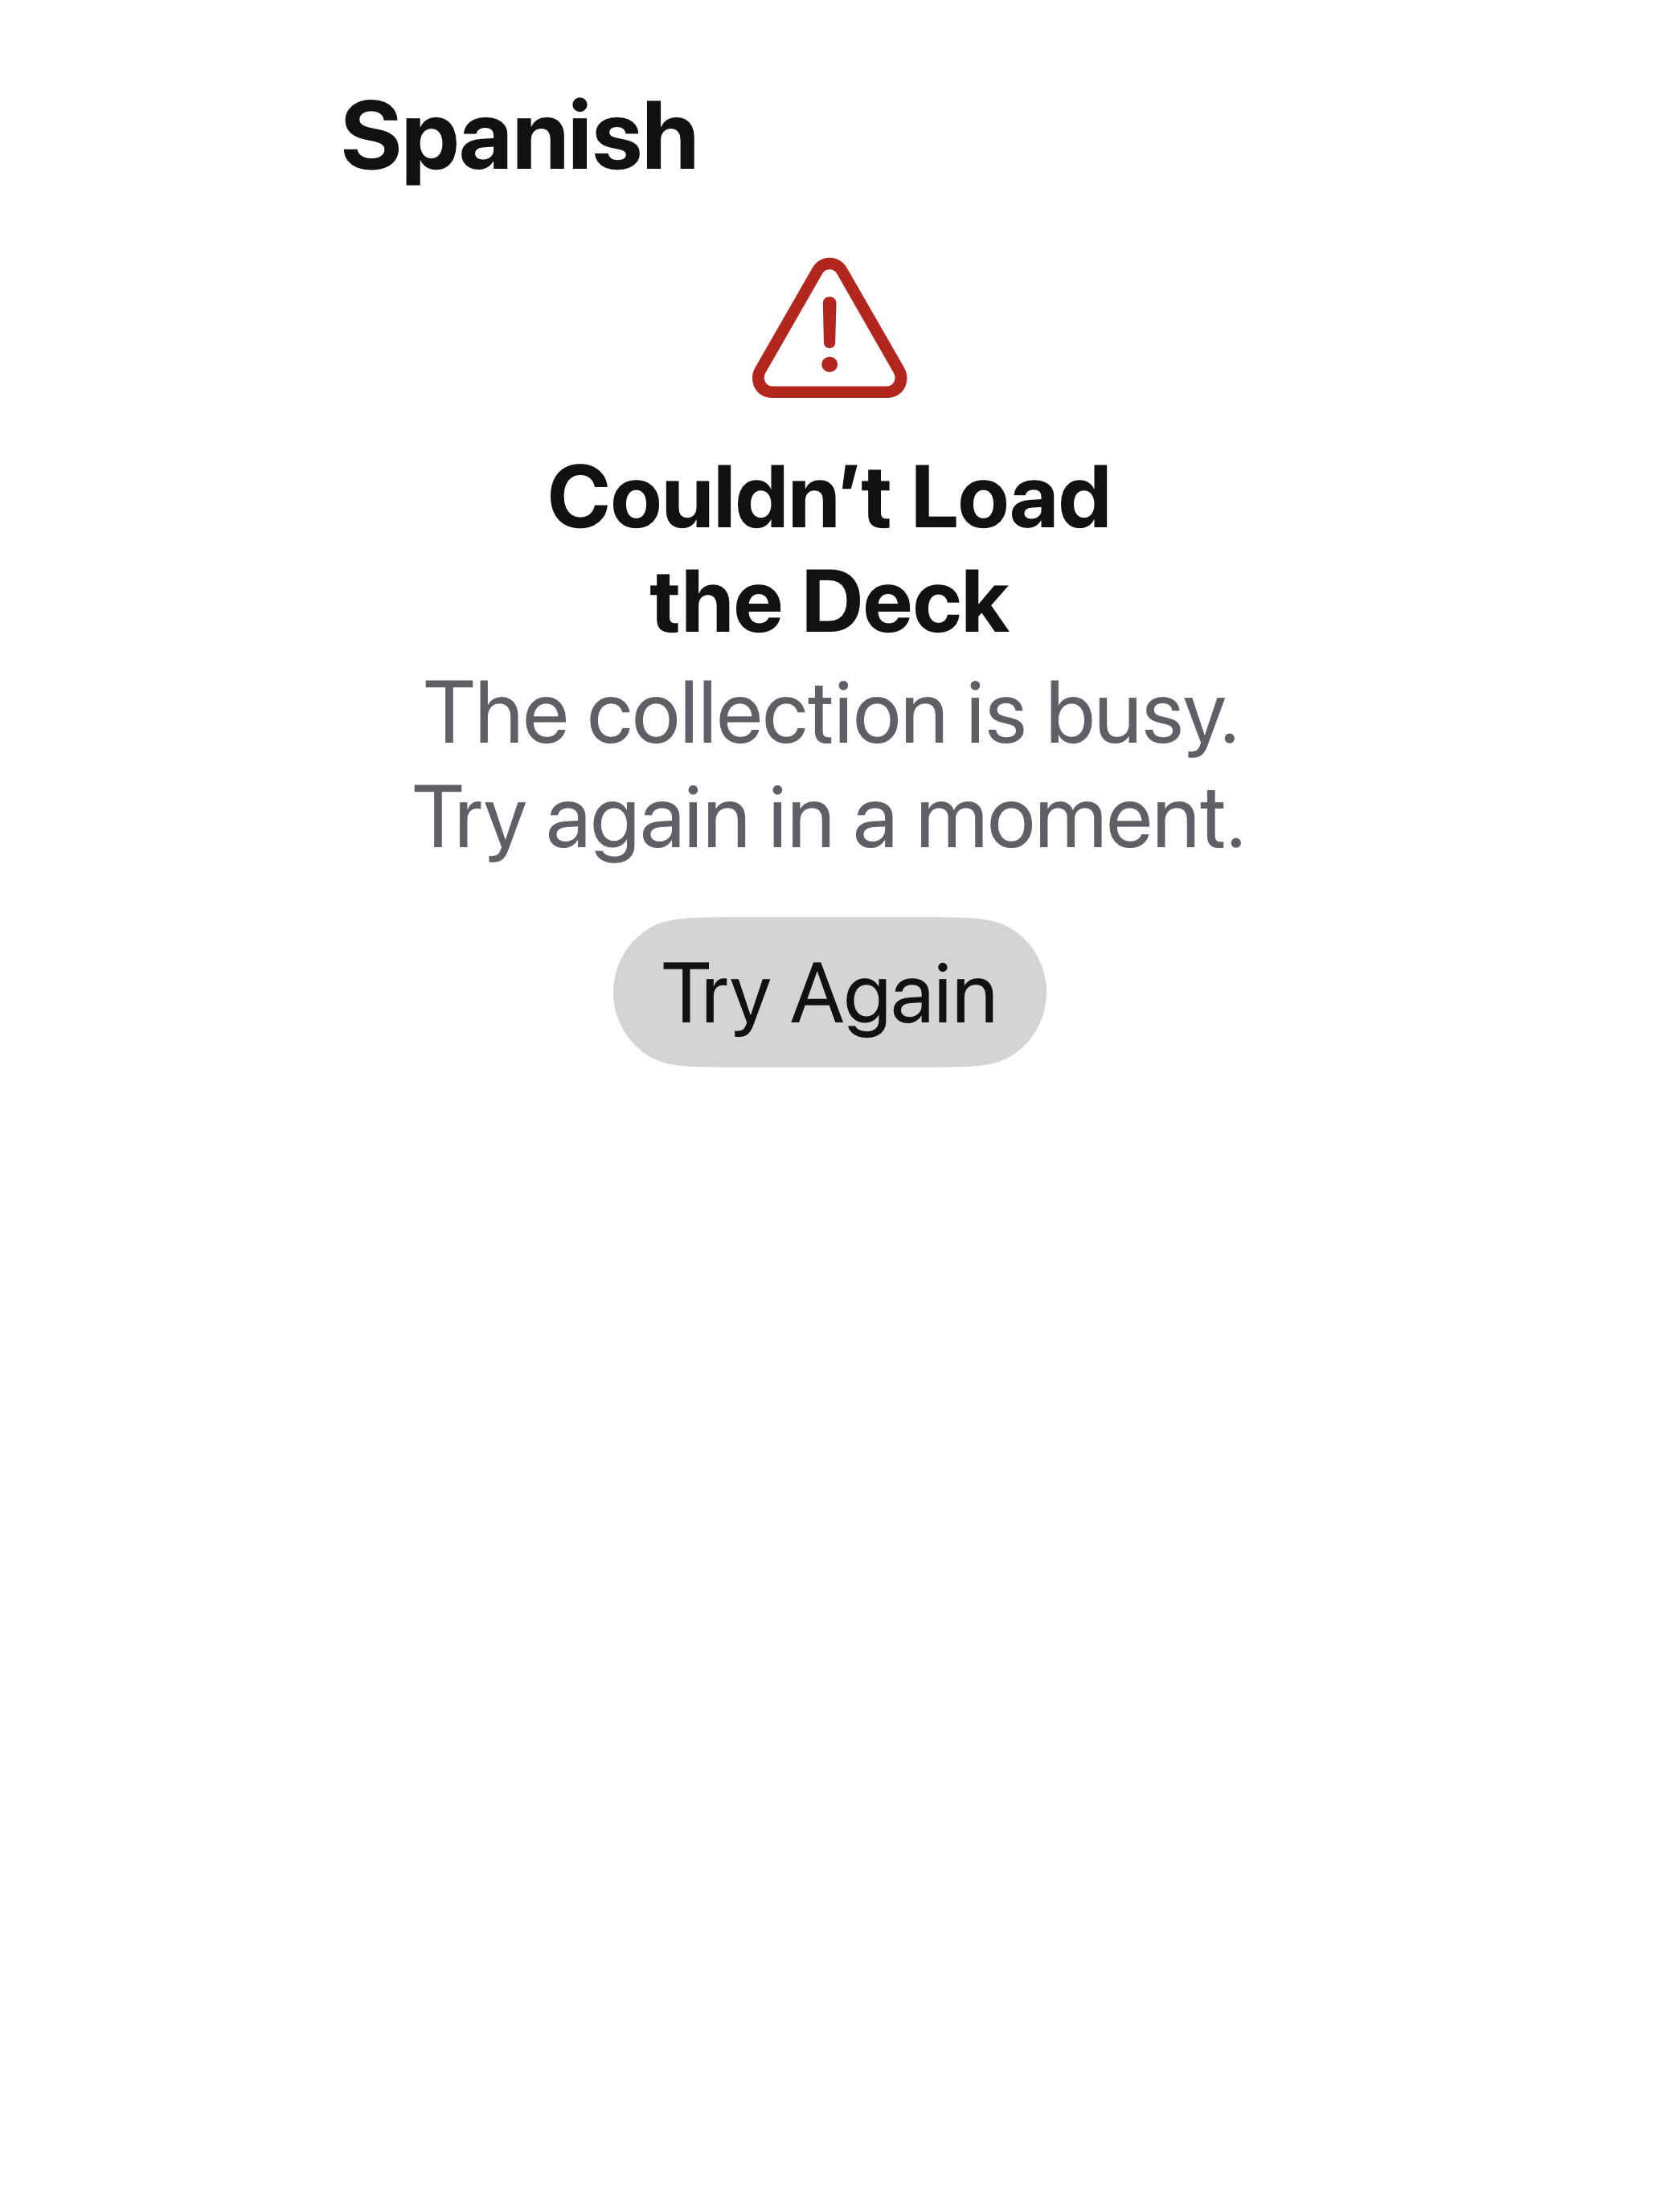 Spanish
Couldn’t Load
the Deck
The collection is busy.
Try again in a moment.
Try Again